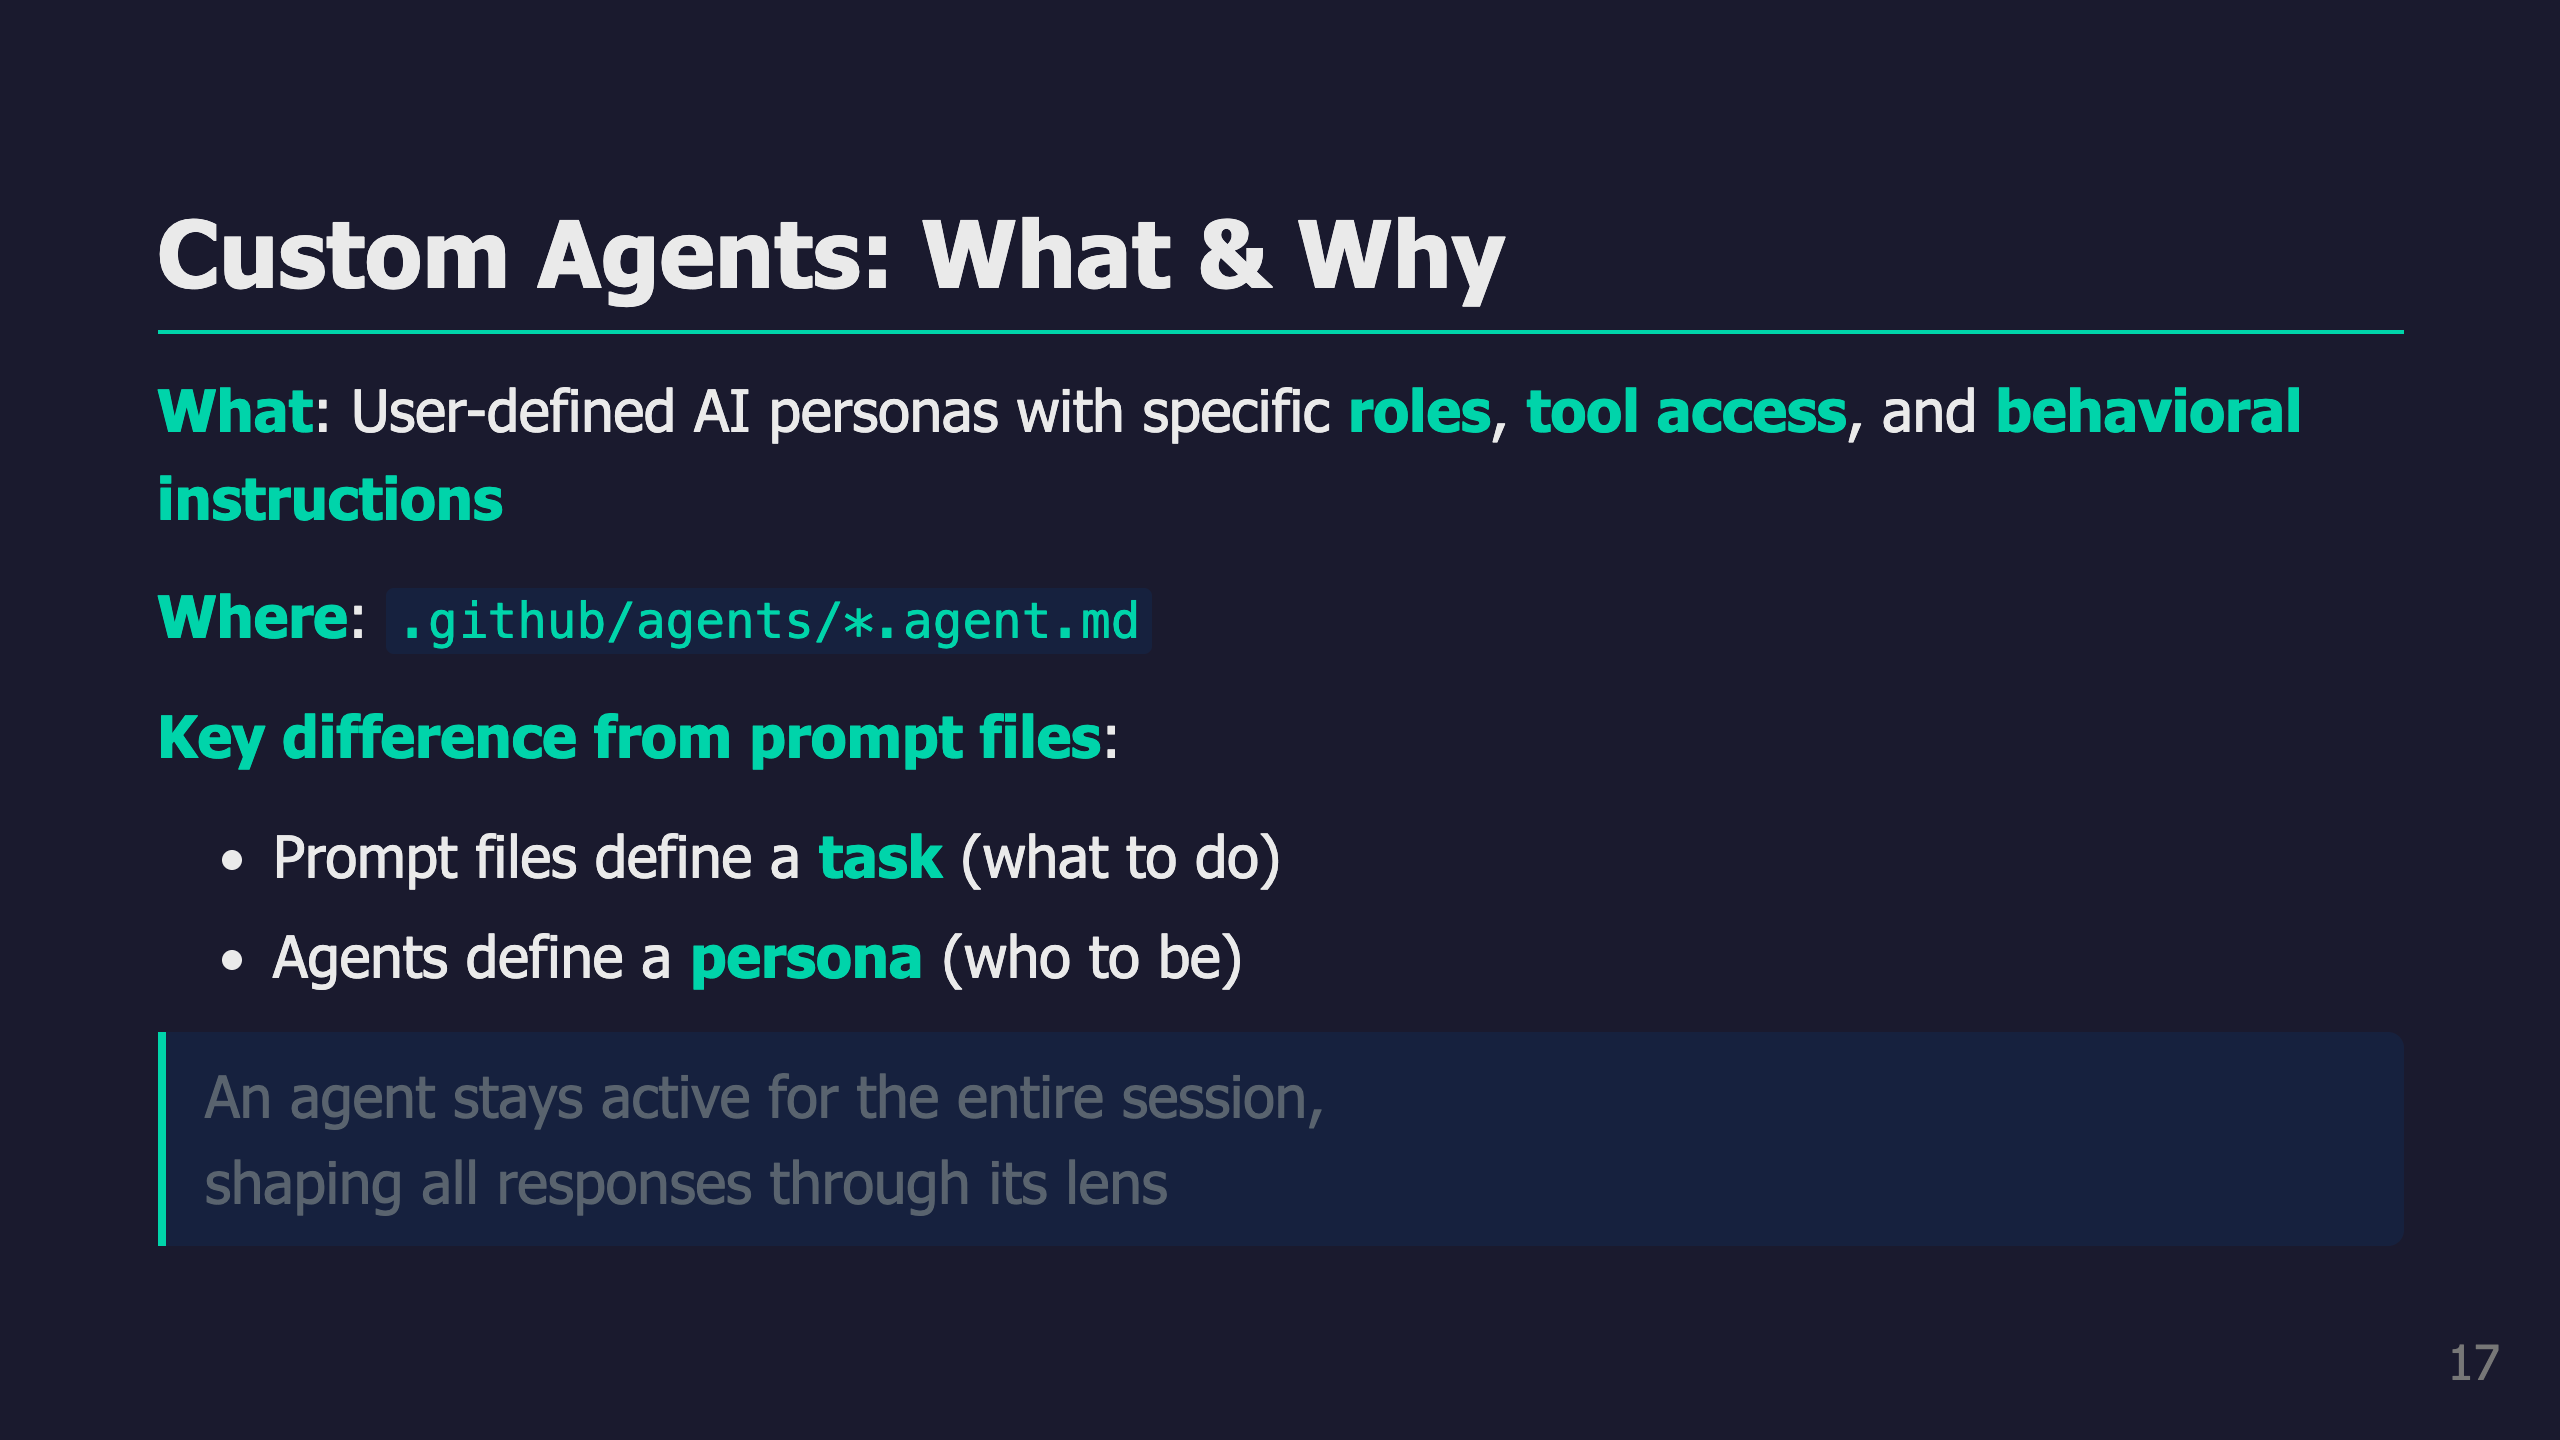 Custom Agents: What & Why
What: User-defined AI personas with specific roles, tool access, and behavioral
instructions
Where: .github/agents/*.agent.md
Key difference from prompt files:
• Prompt files define a task (what to do)
• Agents define a persona (who to be)
An agent stays active for the entire session,
shaping all responses through its lens
17